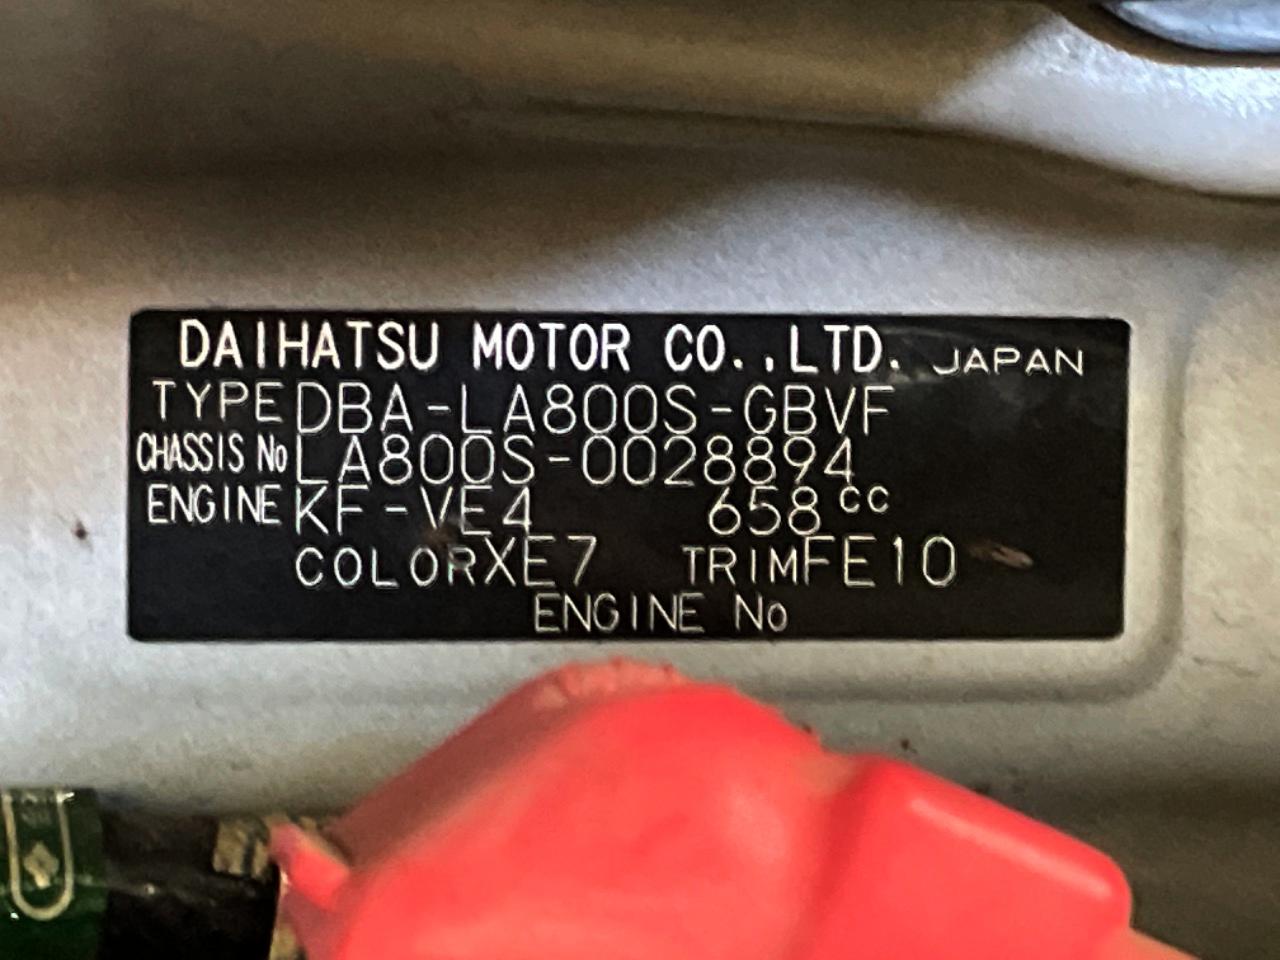 DAIHATSU MOTOR CO.,LTD. JAPAN
TYPE DBA-LA800S-GBVF
CHASSIS No LA800S-0028894
ENGINE KF-VE4 658cc
COLOR XE7 TRIM FE10
ENGINE No